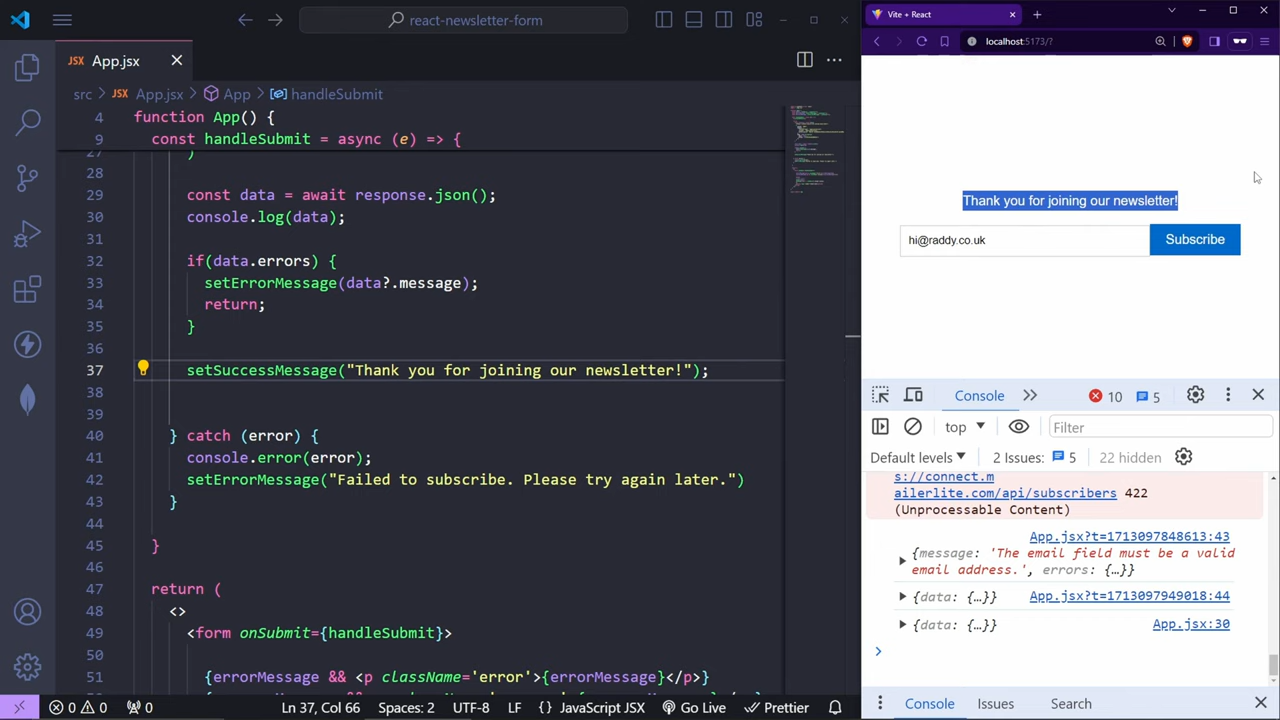 react-newsletter-form
JSX App.jsx
src > JSX App.jsx > App > handleSubmit
function App() {
const handleSubmit = async (e) => {
27 )
29 const data = await response.json();
30 console.log(data);
31
32 if(data.errors) {
33 setErrorMessage(data?.message);
34 return;
35 }
36
37 setSuccessMessage("Thank you for joining our newsletter!");
38
39
40 } catch (error) {
41 console.error(error);
42 setErrorMessage("Failed to subscribe. Please try again later.")
43 }
44
45 }
46
47 return (
48 <>
49 <form onSubmit={handleSubmit}>
50
51 {errorMessage && <p className='error'>{errorMessage}</p>}
0 0 0 Ln 37, Col 66 Spaces: 2 UTF-8 LF {} JavaScript JSX Go Live Prettier
Vite + React
localhost:5173/?
Thank you for joining our newsletter!
hi@raddy.co.uk Subscribe
Console 10 5
top Filter
Default levels 2 Issues: 5 22 hidden
s://connect.m
ailerlite.com/api/subscribers 422
(Unprocessable Content)
App.jsx?t=1713097848613:43
{message: 'The email field must be a valid
email address.', errors: {…}}
{data: {…}} App.jsx?t=1713097949018:44
{data: {…}} App.jsx:30
Console Issues Search